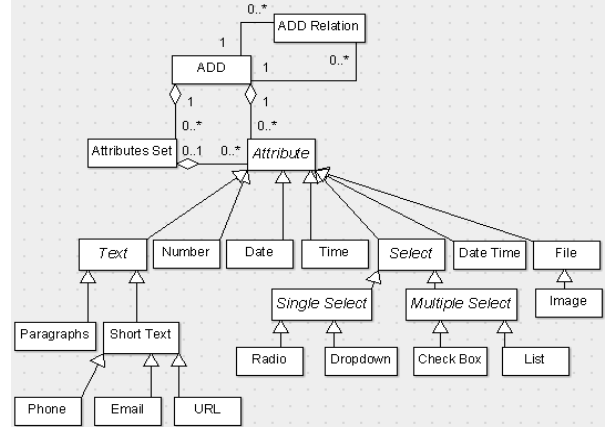 0..*
ADD Relation
1
0..*
ADD
1
1
1
0..*
0..*
Attributes Set
0..1
0..*
Attribute
Text
Number
Date
Time
Select
Date Time
File
Single Select
Multiple Select
Image
Paragraphs
Short Text
Radio
Dropdown
Check Box
List
Phone
Email
URL